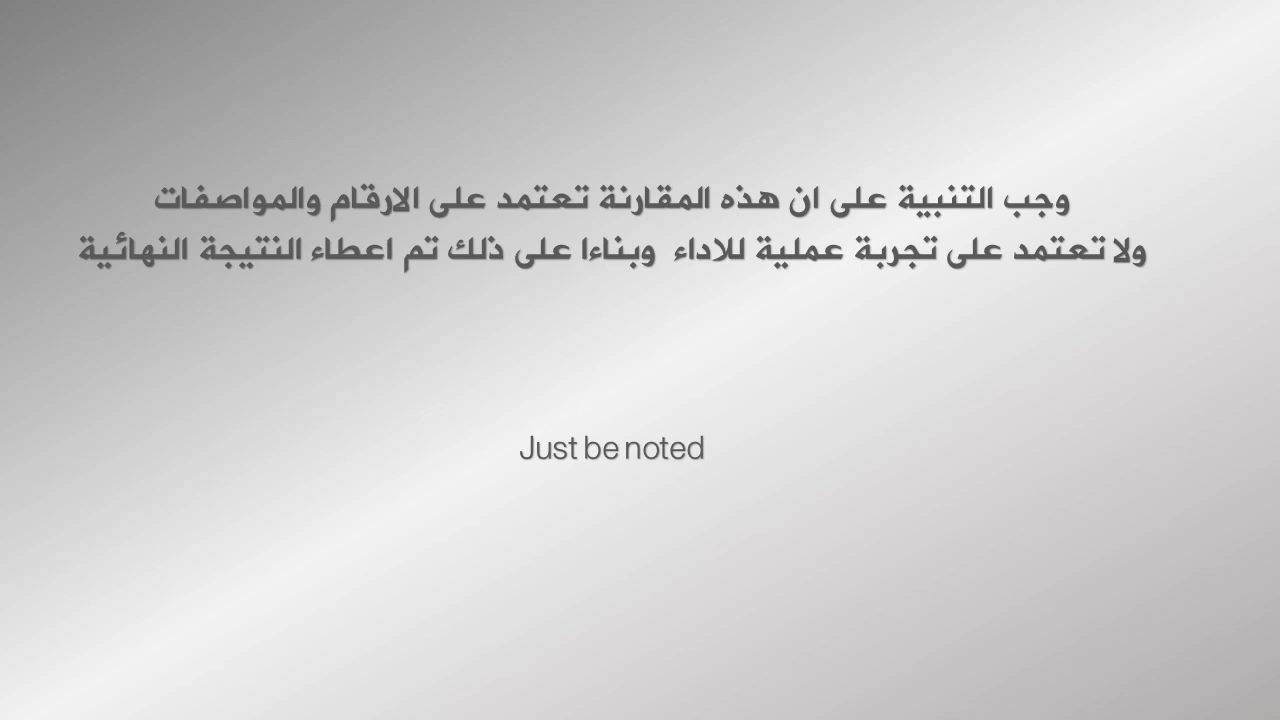 وجب التنبية على ان هذه المقارنة تعتمد على الارقام والمواصفات
ولا تعتمد على تجربة عملية للاداء وبناءا على ذلك تم اعطاء النتيجة النهائية
Just be noted